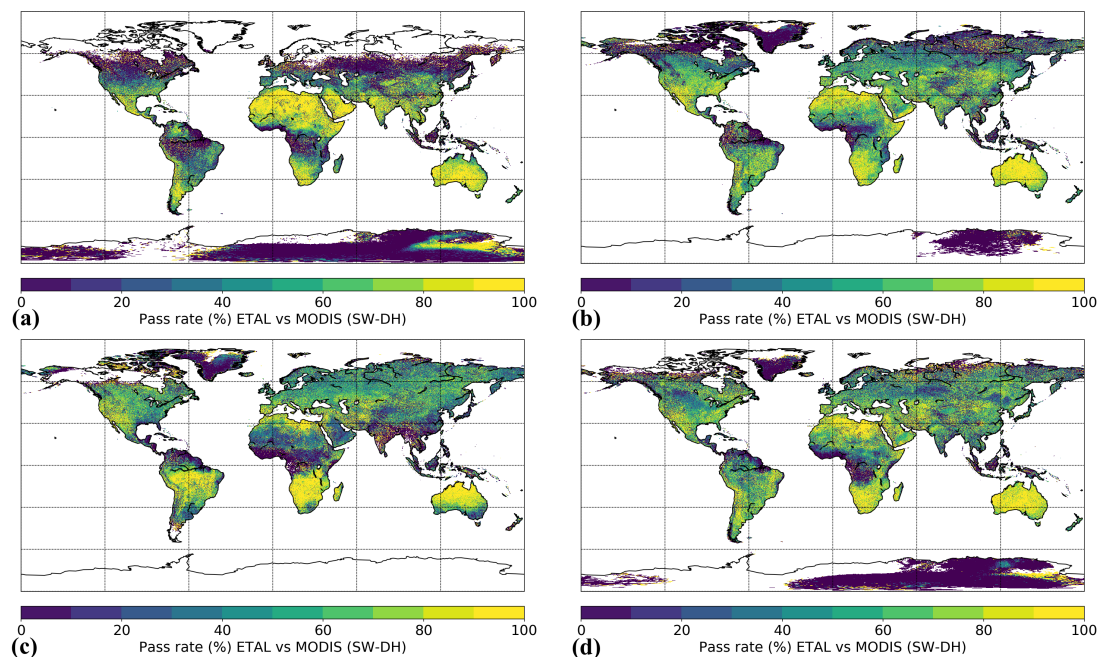 0 20 40 60 80 100
(a) Pass rate (%) ETAL vs MODIS (SW-DH)
0 20 40 60 80 100
(b) Pass rate (%) ETAL vs MODIS (SW-DH)
0 20 40 60 80 100
(c) Pass rate (%) ETAL vs MODIS (SW-DH)
0 20 40 60 80 100
(d) Pass rate (%) ETAL vs MODIS (SW-DH)